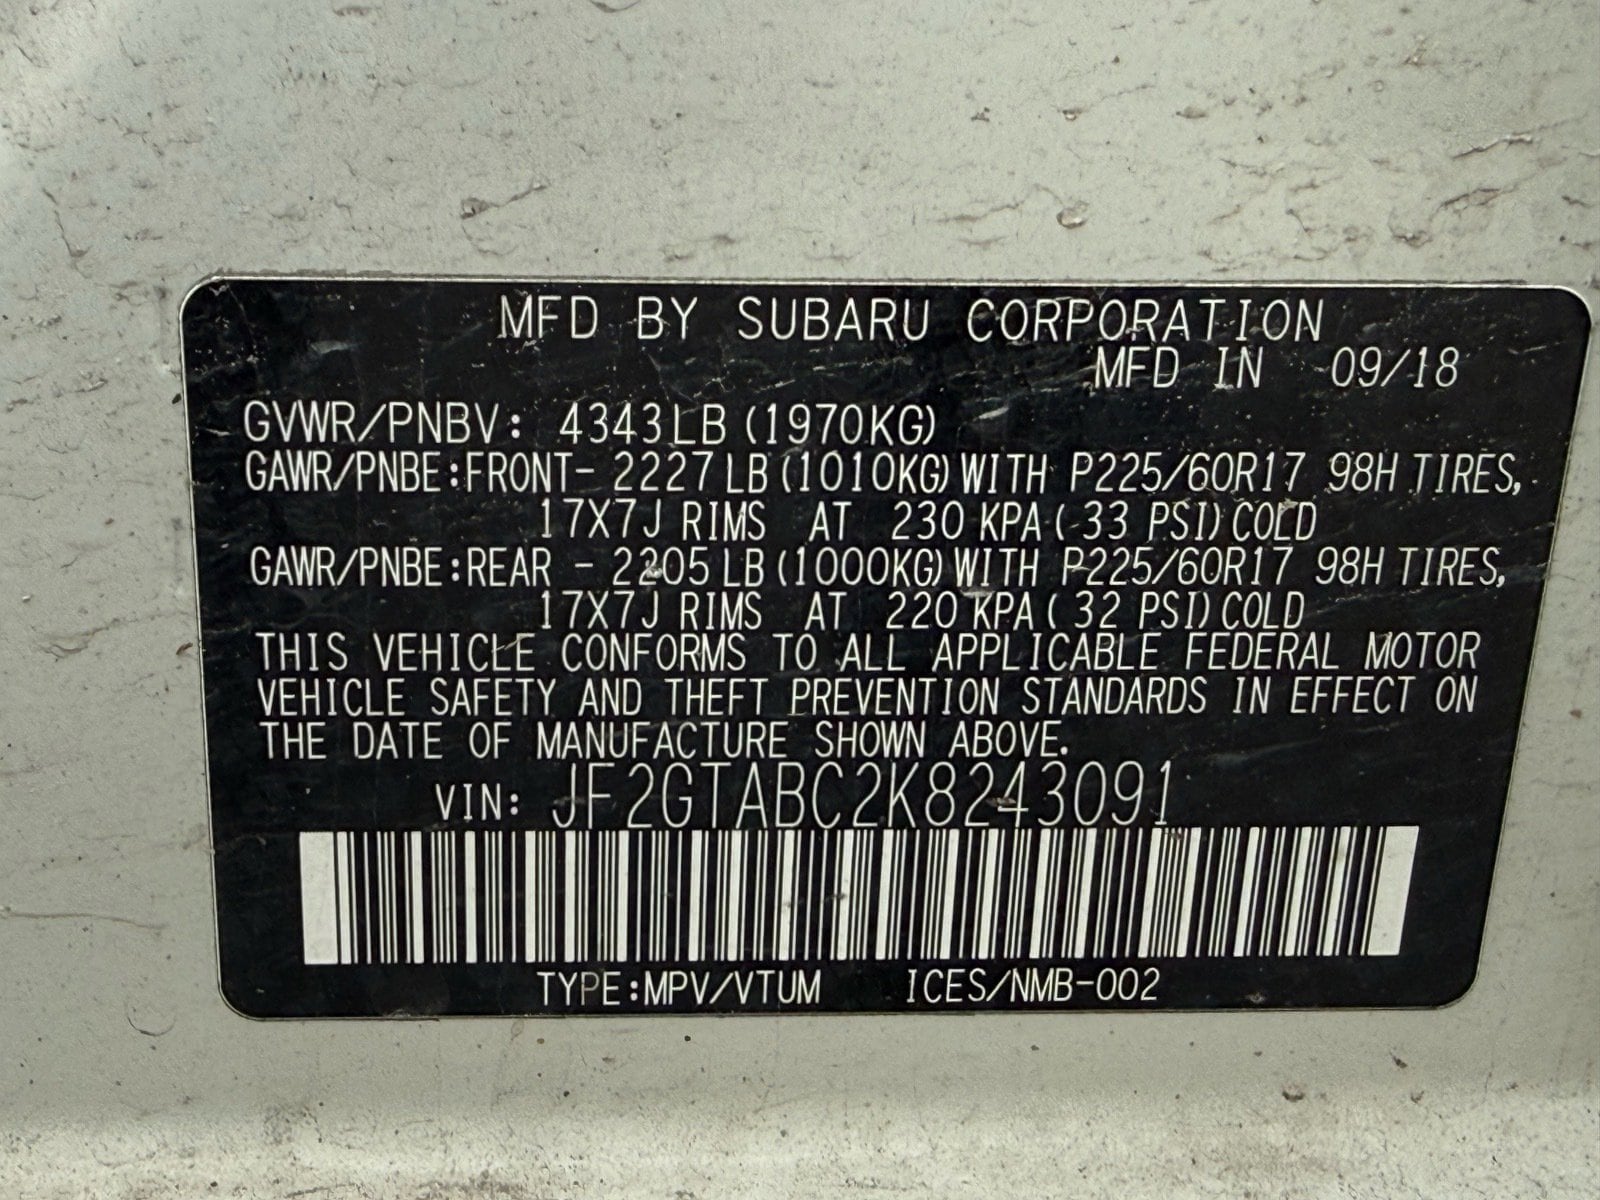 MFD BY SUBARU CORPORATION
MFD IN 09/18
GVWR/PNBV: 4343LB (1970KG)
GAWR/PNBE:FRONT- 2227LB (1010KG) WITH P225/60R17 98H TIRES,
17X7J RIMS AT 230 KPA ( 33 PSI) COLD
GAWR/PNBE:REAR - 2205LB (1000KG) WITH P225/60R17 98H TIRES,
17X7J RIMS AT 220 KPA ( 32 PSI) COLD
THIS VEHICLE CONFORMS TO ALL APPLICABLE FEDERAL MOTOR
VEHICLE SAFETY AND THEFT PREVENTION STANDARDS IN EFFECT ON
THE DATE OF MANUFACTURE SHOWN ABOVE.
VIN: JF2GTABC2K8243091
TYPE:MPV/VTUM ICES/NMB-002